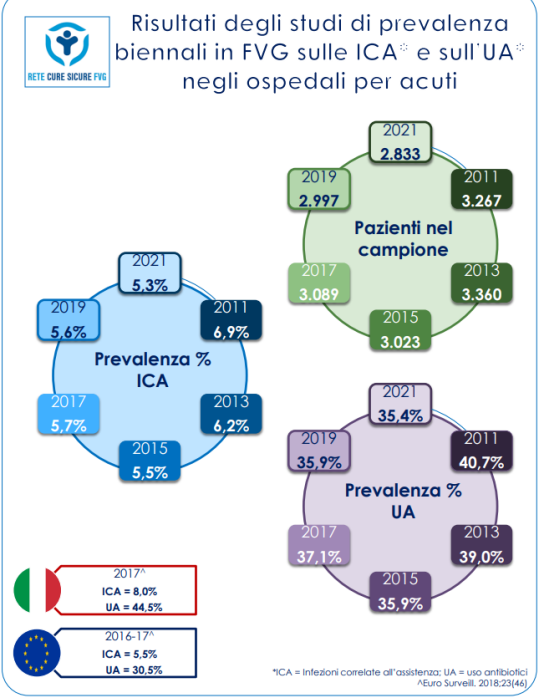 Risultati degli studi di prevalenza
biennali in FVG sulle ICA* e sull'UA*
negli ospedali per acuti
RETE CURE SICURE FVG
2021
2.833
2019
2.997
2011
3.267
Pazienti nel
campione
2017
3.089
2013
3.360
2015
3.023
2021
5,3%
2019
5,6%
2011
6,9%
Prevalenza %
ICA
2017
5,7%
2013
6,2%
2015
5,5%
2021
35,4%
2019
35,9%
2011
40,7%
Prevalenza %
UA
2017
37,1%
2013
39,0%
2015
35,9%
2017^
ICA = 8,0%
UA = 44,5%
2016-17^
ICA = 5,5%
UA = 30,5%
*ICA = Infezioni correlate all'assistenza; UA = uso antibiotici
^Euro Surveill. 2018;23(46)